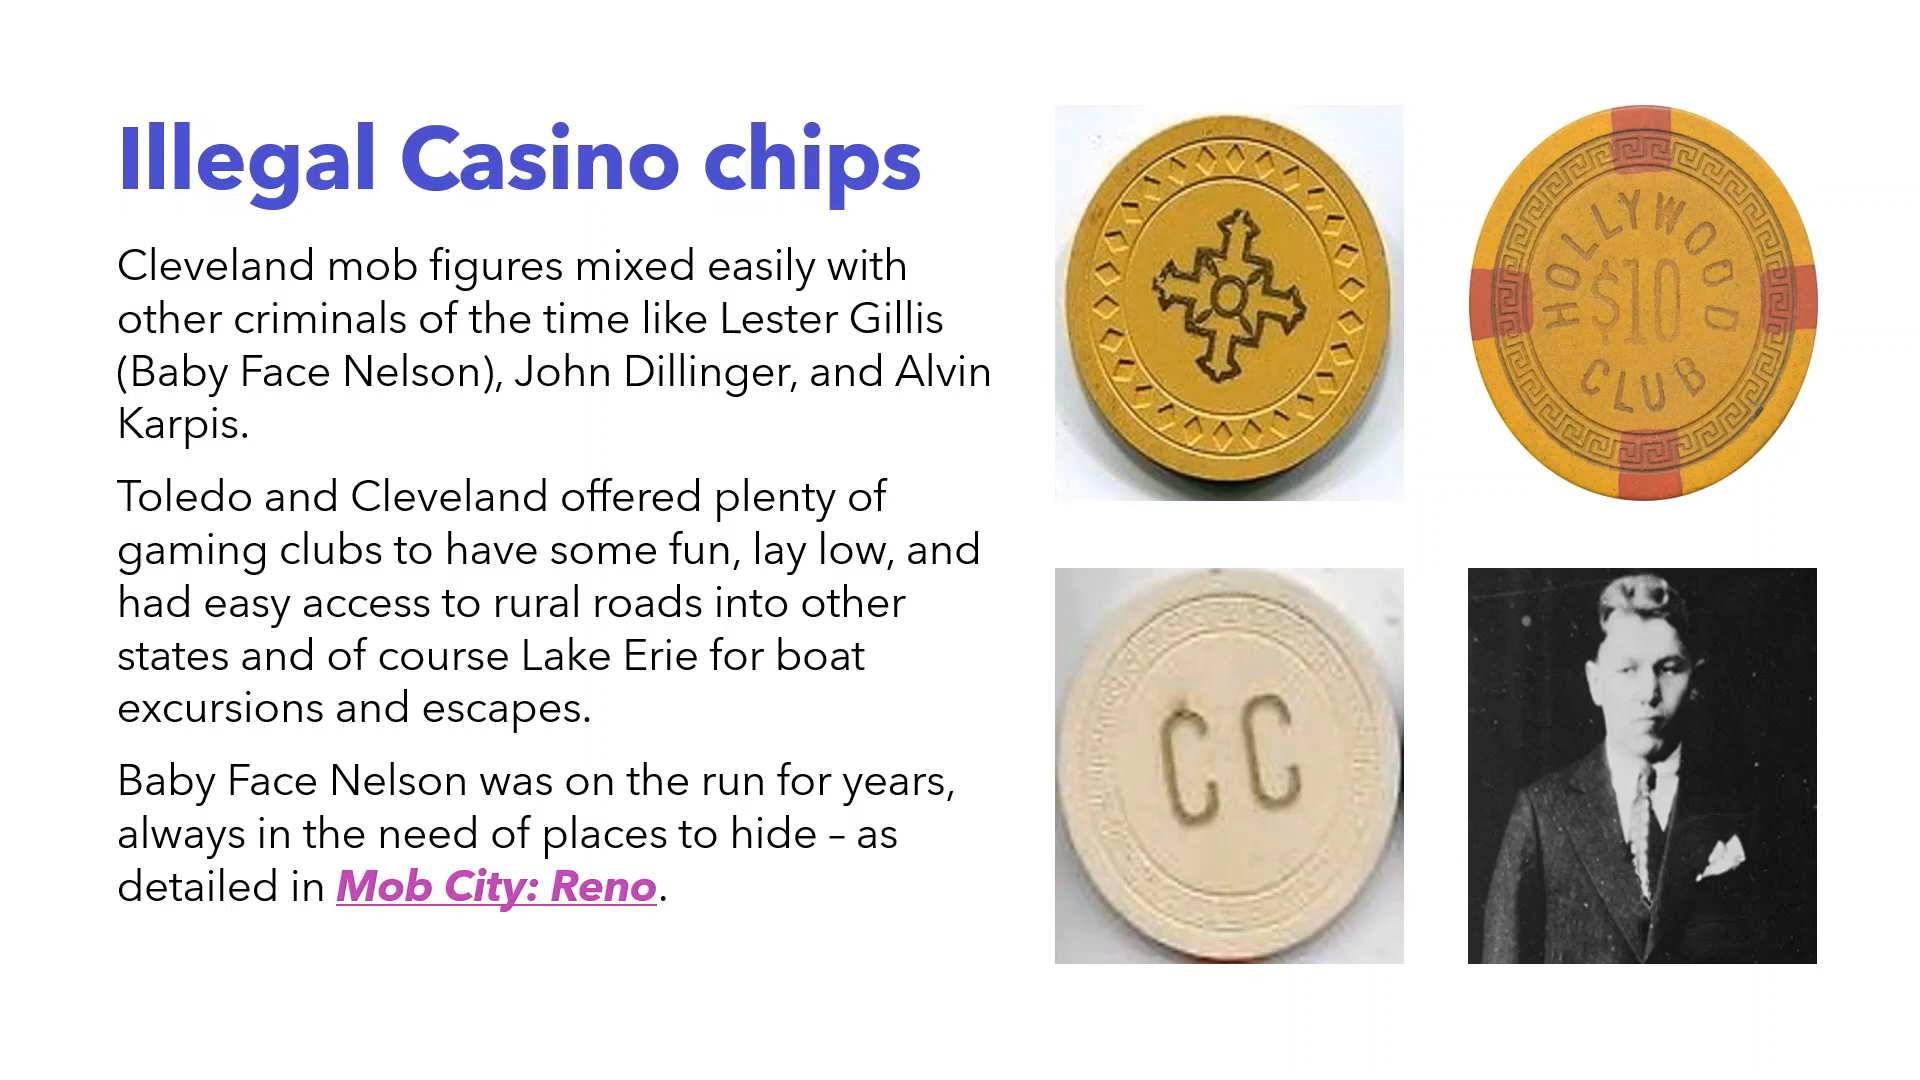 Illegal Casino chips
Cleveland mob figures mixed easily with
other criminals of the time like Lester Gillis
(Baby Face Nelson), John Dillinger, and Alvin
Karpis.
Toledo and Cleveland offered plenty of
gaming clubs to have some fun, lay low, and
had easy access to rural roads into other
states and of course Lake Erie for boat
excursions and escapes.
Baby Face Nelson was on the run for years,
always in the need of places to hide – as
detailed in Mob City: Reno.
HOLLYWOOD
$10
CLUB
CC